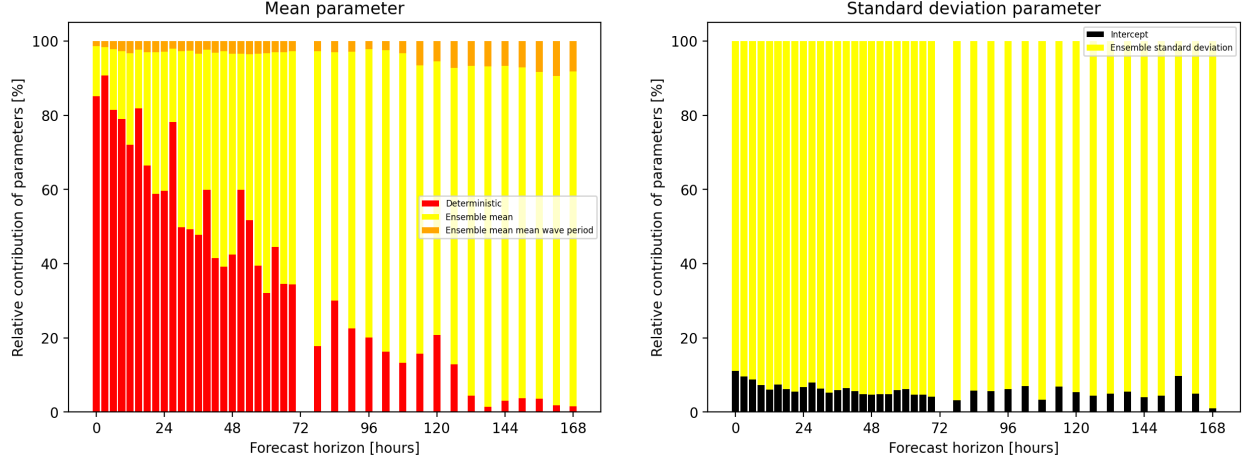 Mean parameter
Relative contribution of parameters [%]
100
80
60
40
20
0
Deterministic
Ensemble mean
Ensemble mean mean wave period
0 24 48 72 96 120 144 168
Forecast horizon [hours]
Standard deviation parameter
Relative contribution of parameters [%]
100
80
60
40
20
0
Intercept
Ensemble standard deviation
0 24 48 72 96 120 144 168
Forecast horizon [hours]